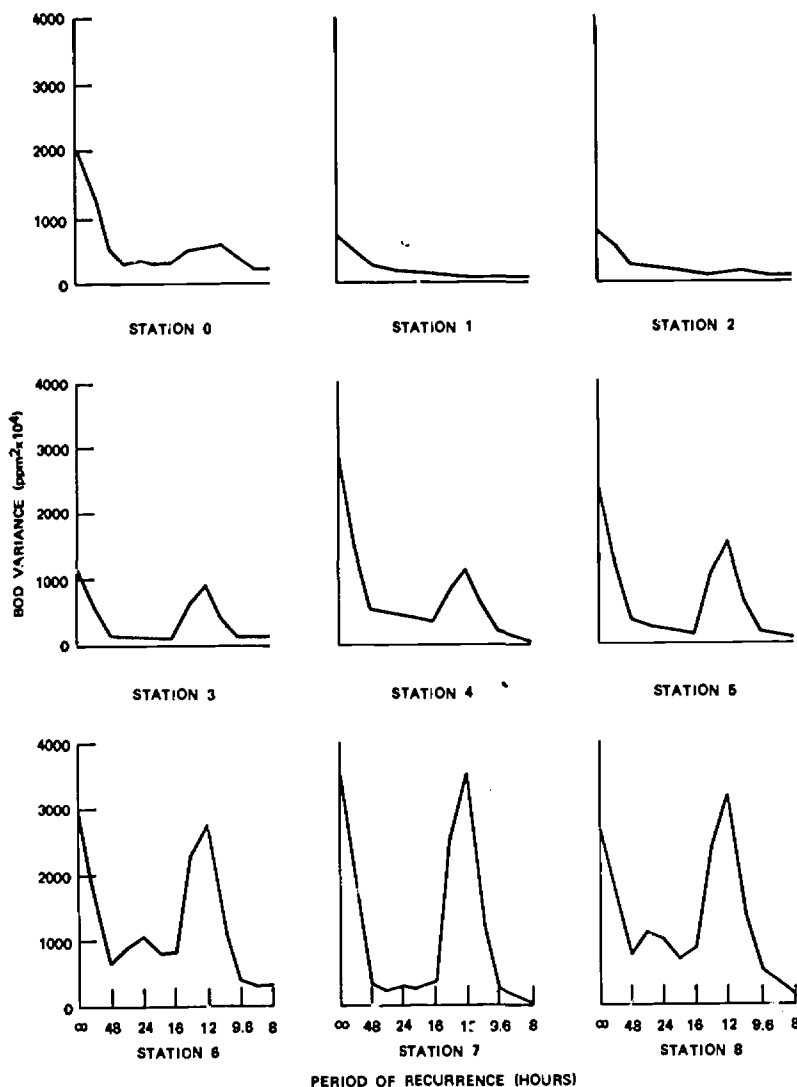 4000
3000
2000
1000
0
STATION 0
STATION 1
STATION 2
BOD VARIANCE (ppm²x10⁴)
4000
3000
2000
1000
0
STATION 3
STATION 4
STATION 5
4000
3000
2000
1000
0
∞ 48 24 16 12 9.6 8
STATION 6
∞ 48 24 16 12 9.6 8
STATION 7
∞ 48 24 16 12 9.6 8
STATION 8
PERIOD OF RECURRENCE (HOURS)